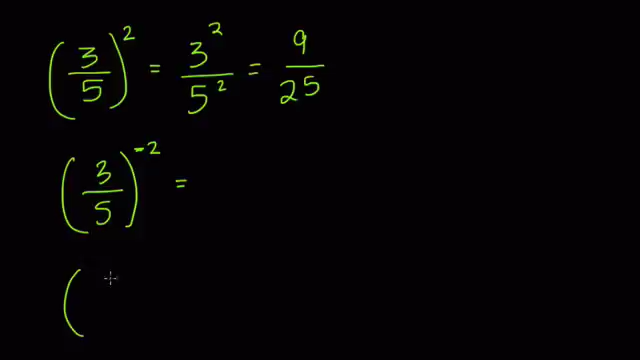 (3/5)^2 = 3^2/5^2 = 9/25
(3/5)^-2 =
(